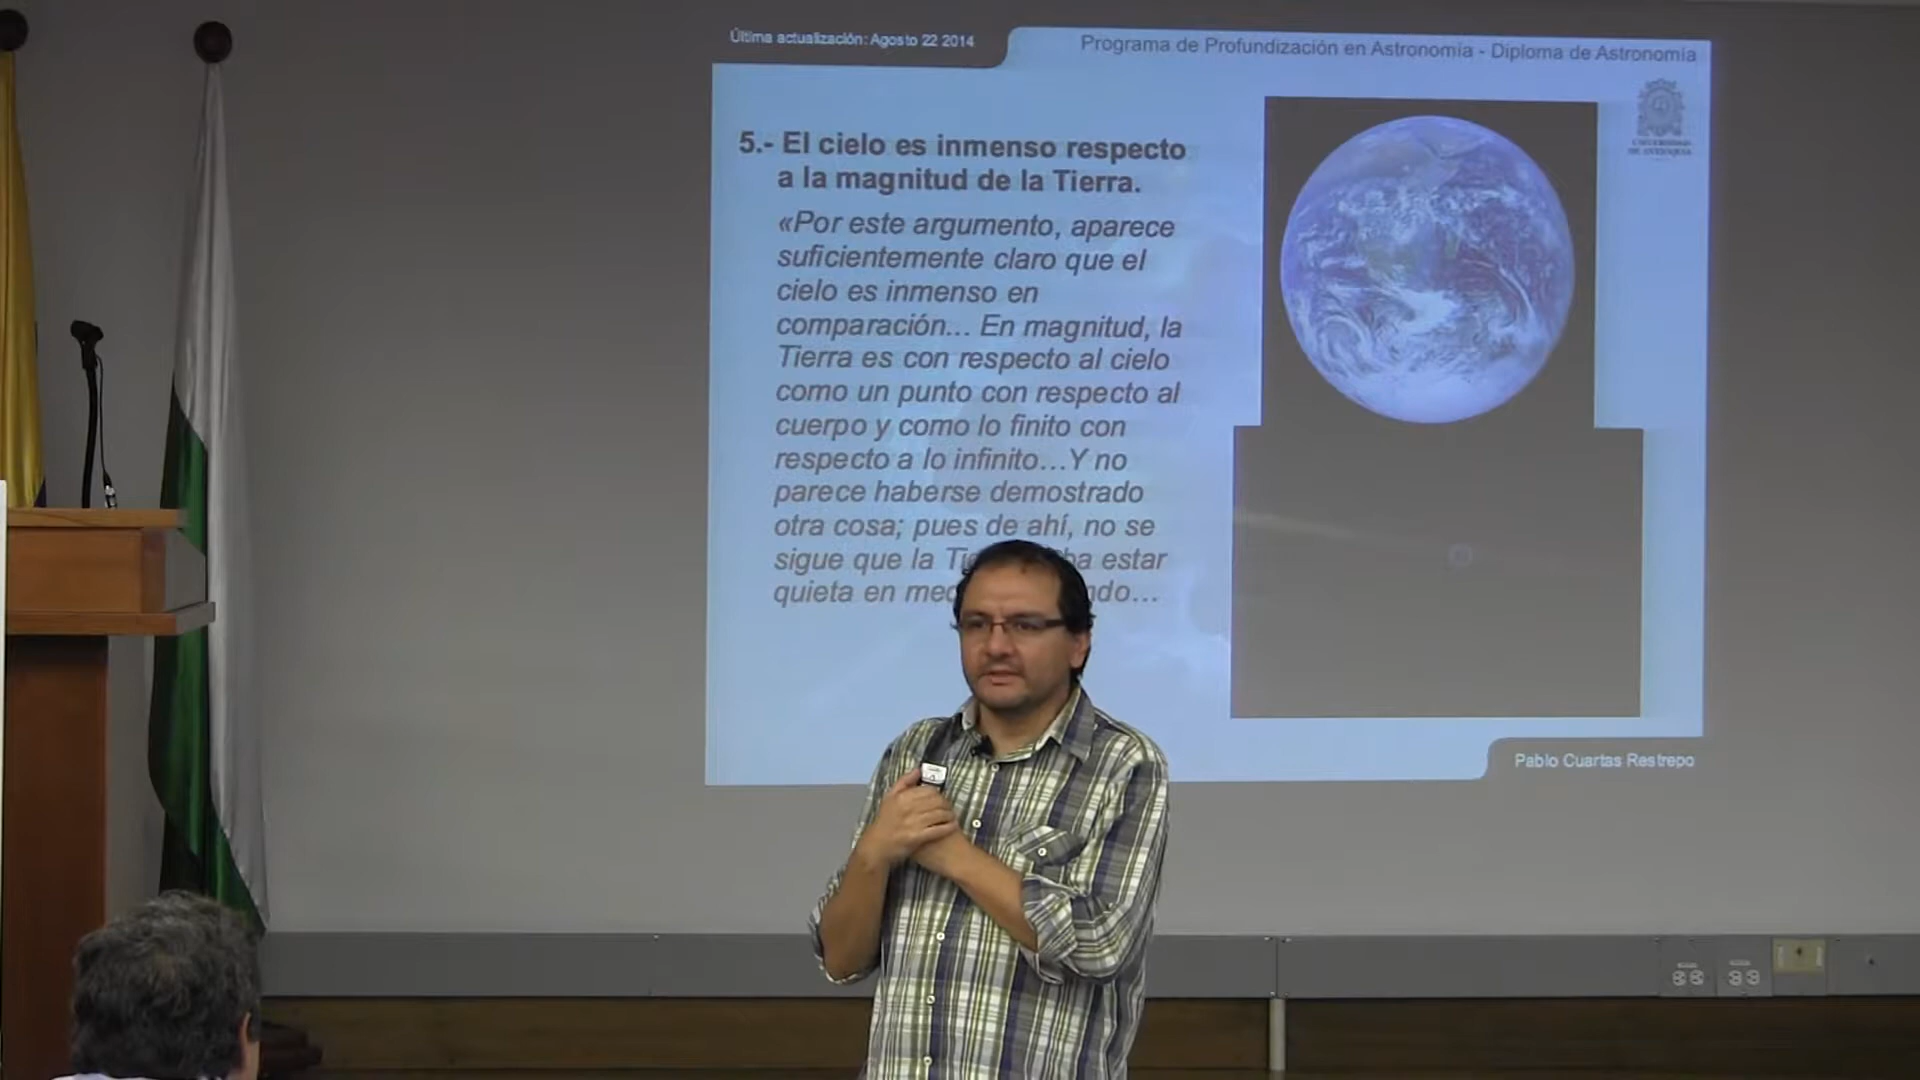 Última actualización: Agosto 22 2014
Programa de Profundización en Astronomía - Diploma de Astronomía
5.- El cielo es inmenso respecto
a la magnitud de la Tierra.
«Por este argumento, aparece
suficientemente claro que el
cielo es inmenso en
comparación... En magnitud, la
Tierra es con respecto al cielo
como un punto con respecto al
cuerpo y como lo finito con
respecto a lo infinito...Y no
parece haberse demostrado
otra cosa; pues de ahí, no se
sigue que la estar
quieta en
UNIVERSIDAD
DE ANTIOQUIA
Pablo Cuartas Restrepo